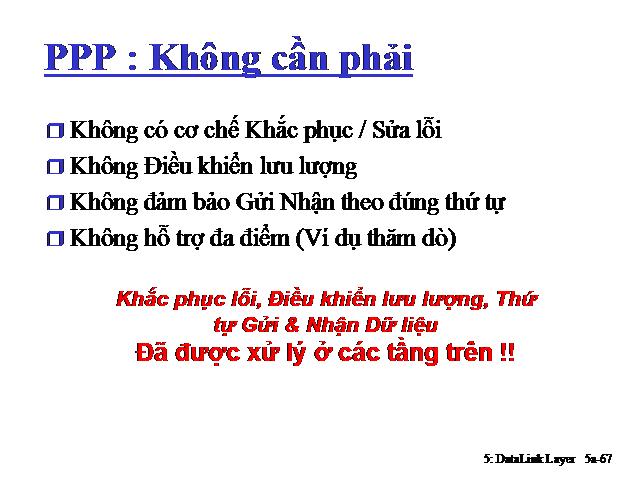 PPP : Không cần phải
Không có cơ chế Khắc phục / Sửa lỗi
Không Điều khiển lưu lượng
Không đảm bảo Gửi Nhận theo đúng thứ tự
Không hỗ trợ đa điểm (Ví dụ thăm dò)
Khắc phục lỗi, Điều khiển lưu lượng, Thứ
tự Gửi & Nhận Dữ liệu
Đã được xử lý ở các tầng trên !!
5: DataLink Layer 5a-67